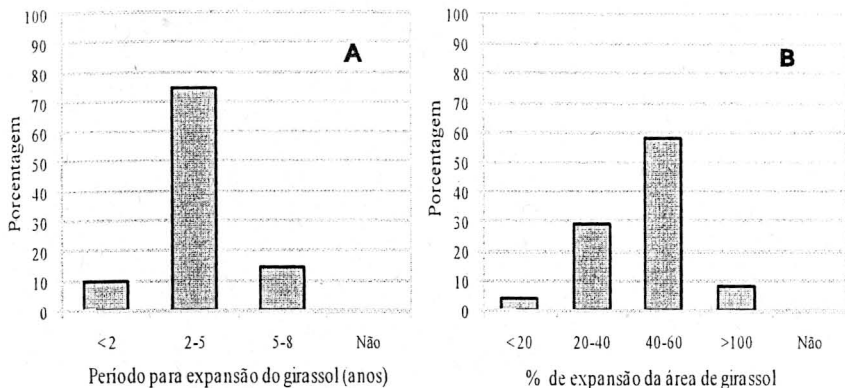 A
Porcentagem
100
90
80
70
60
50
40
30
20
10
0
<2 2-5 5-8 Não
Período para expansão do girassol (anos)
B
Porcentagem
100
90
80
70
60
50
40
30
20
10
0
<20 20-40 40-60 >100 Não
% de expansão da área de girassol